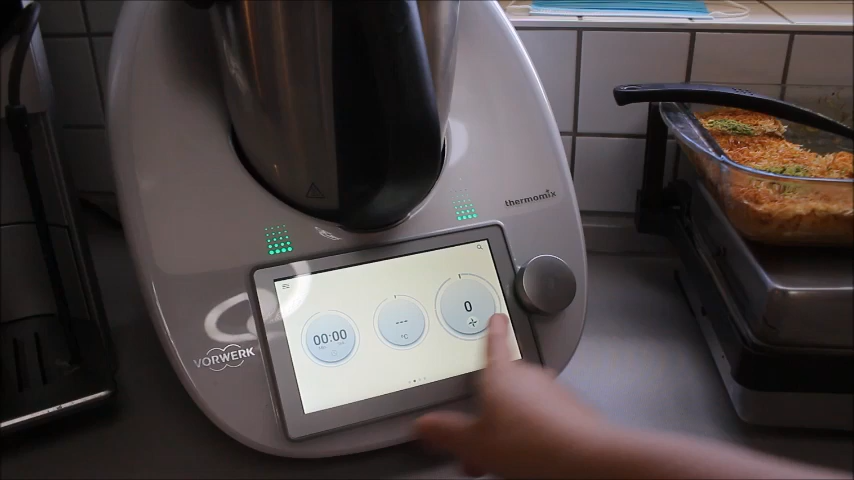 thermomix
00:00
---
°C
0
VORWERK